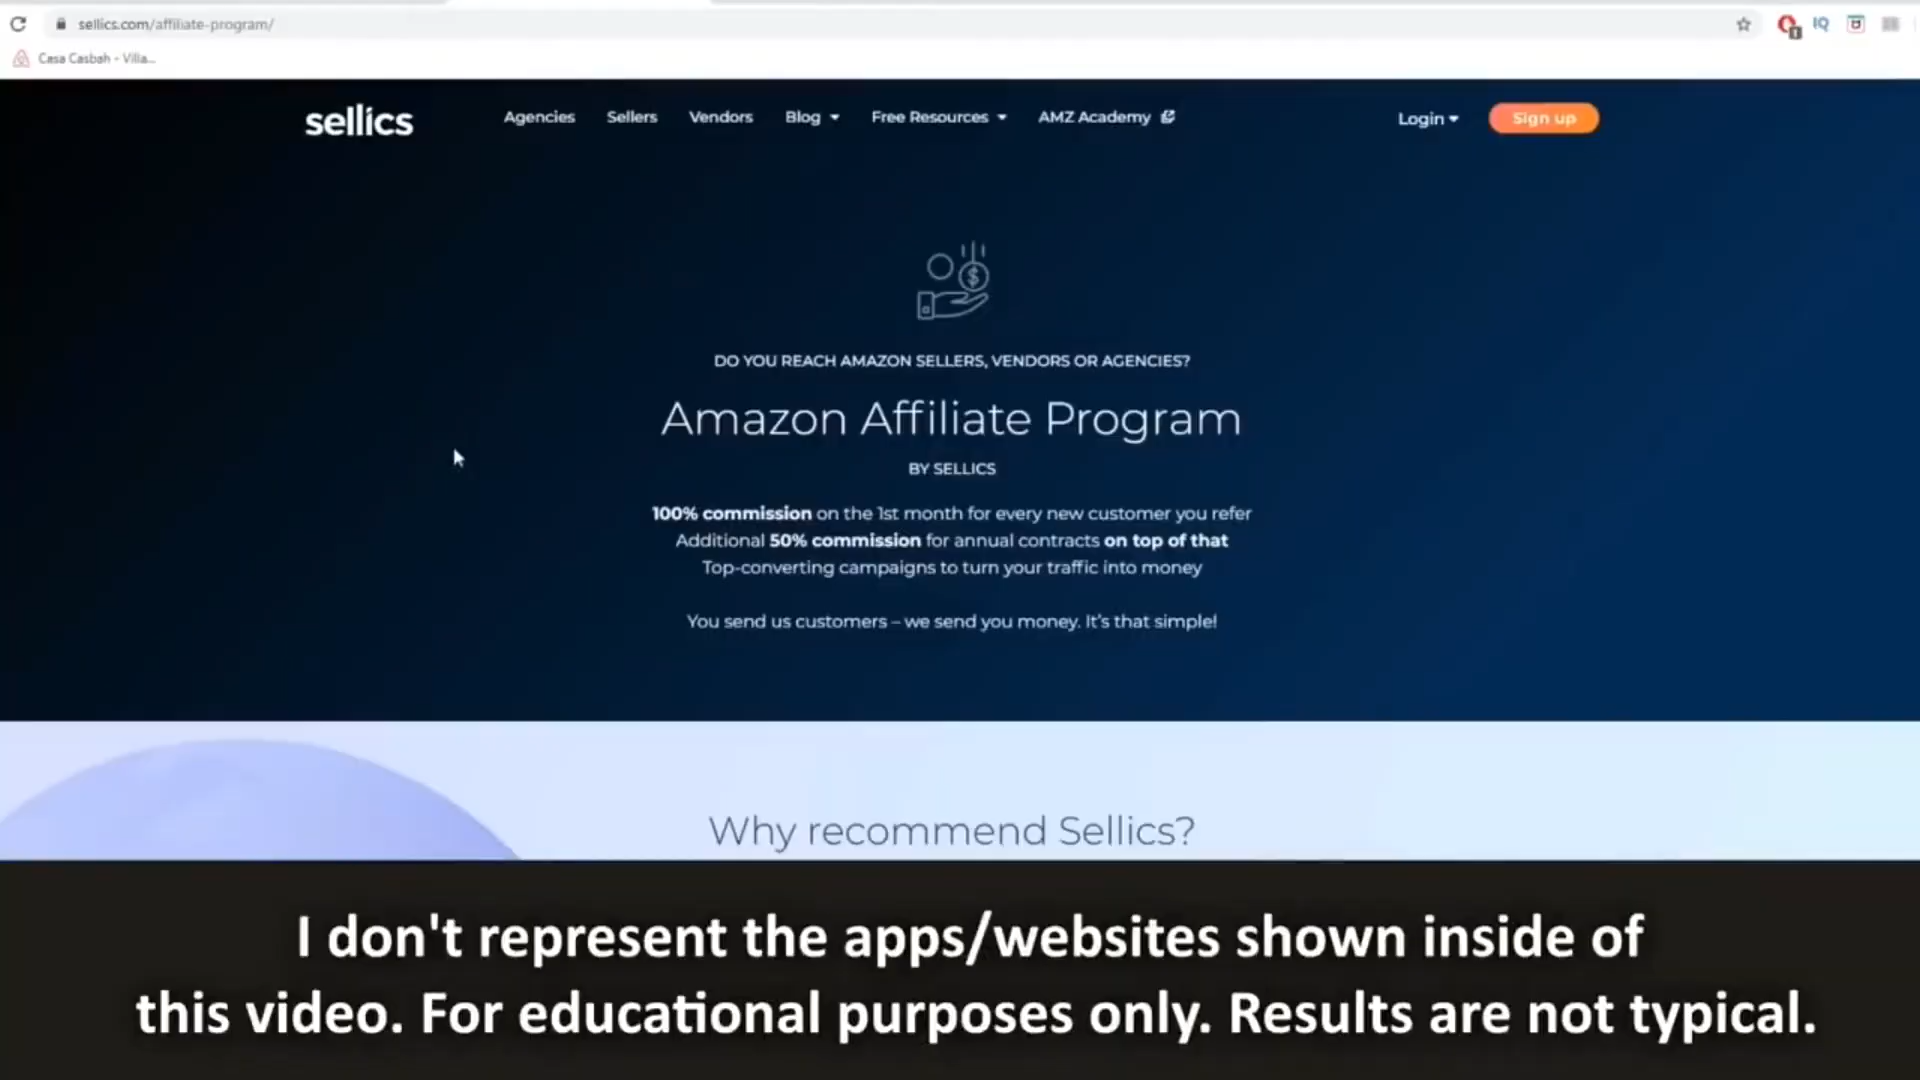 sellics.com/affiliate-program/
IQ
Casa Casbah - Villa...
sellics
Agencies
Sellers
Vendors
Blog
Free Resources
AMZ Academy
Login
Sign up
$
DO YOU REACH AMAZON SELLERS, VENDORS OR AGENCIES?
Amazon Affiliate Program
BY SELLICS
100% commission on the 1st month for every new customer you refer
Additional 50% commission for annual contracts on top of that
Top-converting campaigns to turn your traffic into money
You send us customers – we send you money. It's that simple!
Why recommend Sellics?
I don't represent the apps/websites shown inside of
this video. For educational purposes only. Results are not typical.